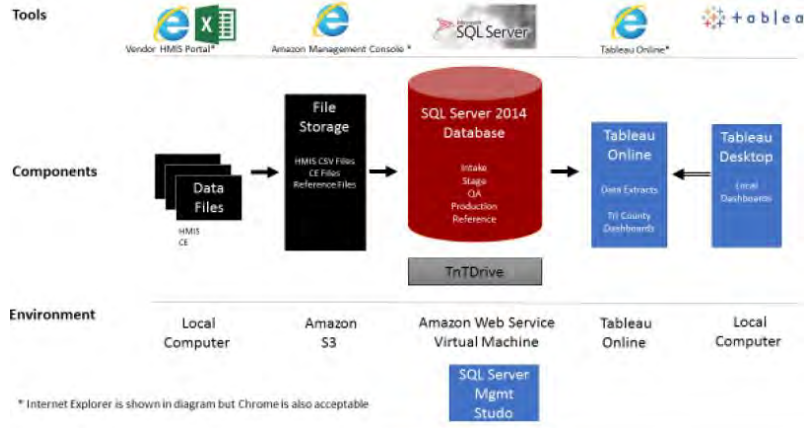 Tools
Vendor HMIS Portal*
Amazon Management Console *
Microsoft
SQL Server
Tableau Online*
+ a b l e a
Components
Data
Files
HMIS
CE
File
Storage
HMIS CSV Files
CE Files
Reference Files
SQL Server 2014
Database
Intake
Stage
QA
Production
Reference
TnTDrive
Tableau
Online
Data Extracts
Tri County
Dashboards
Tableau
Desktop
Local
Dashboards
Environment
Local
Computer
Amazon
S3
Amazon Web Service
Virtual Machine
Tableau
Online
Local
Computer
SQL Server
Mgmt
Studo
* Internet Explorer is shown in diagram but Chrome is also acceptable